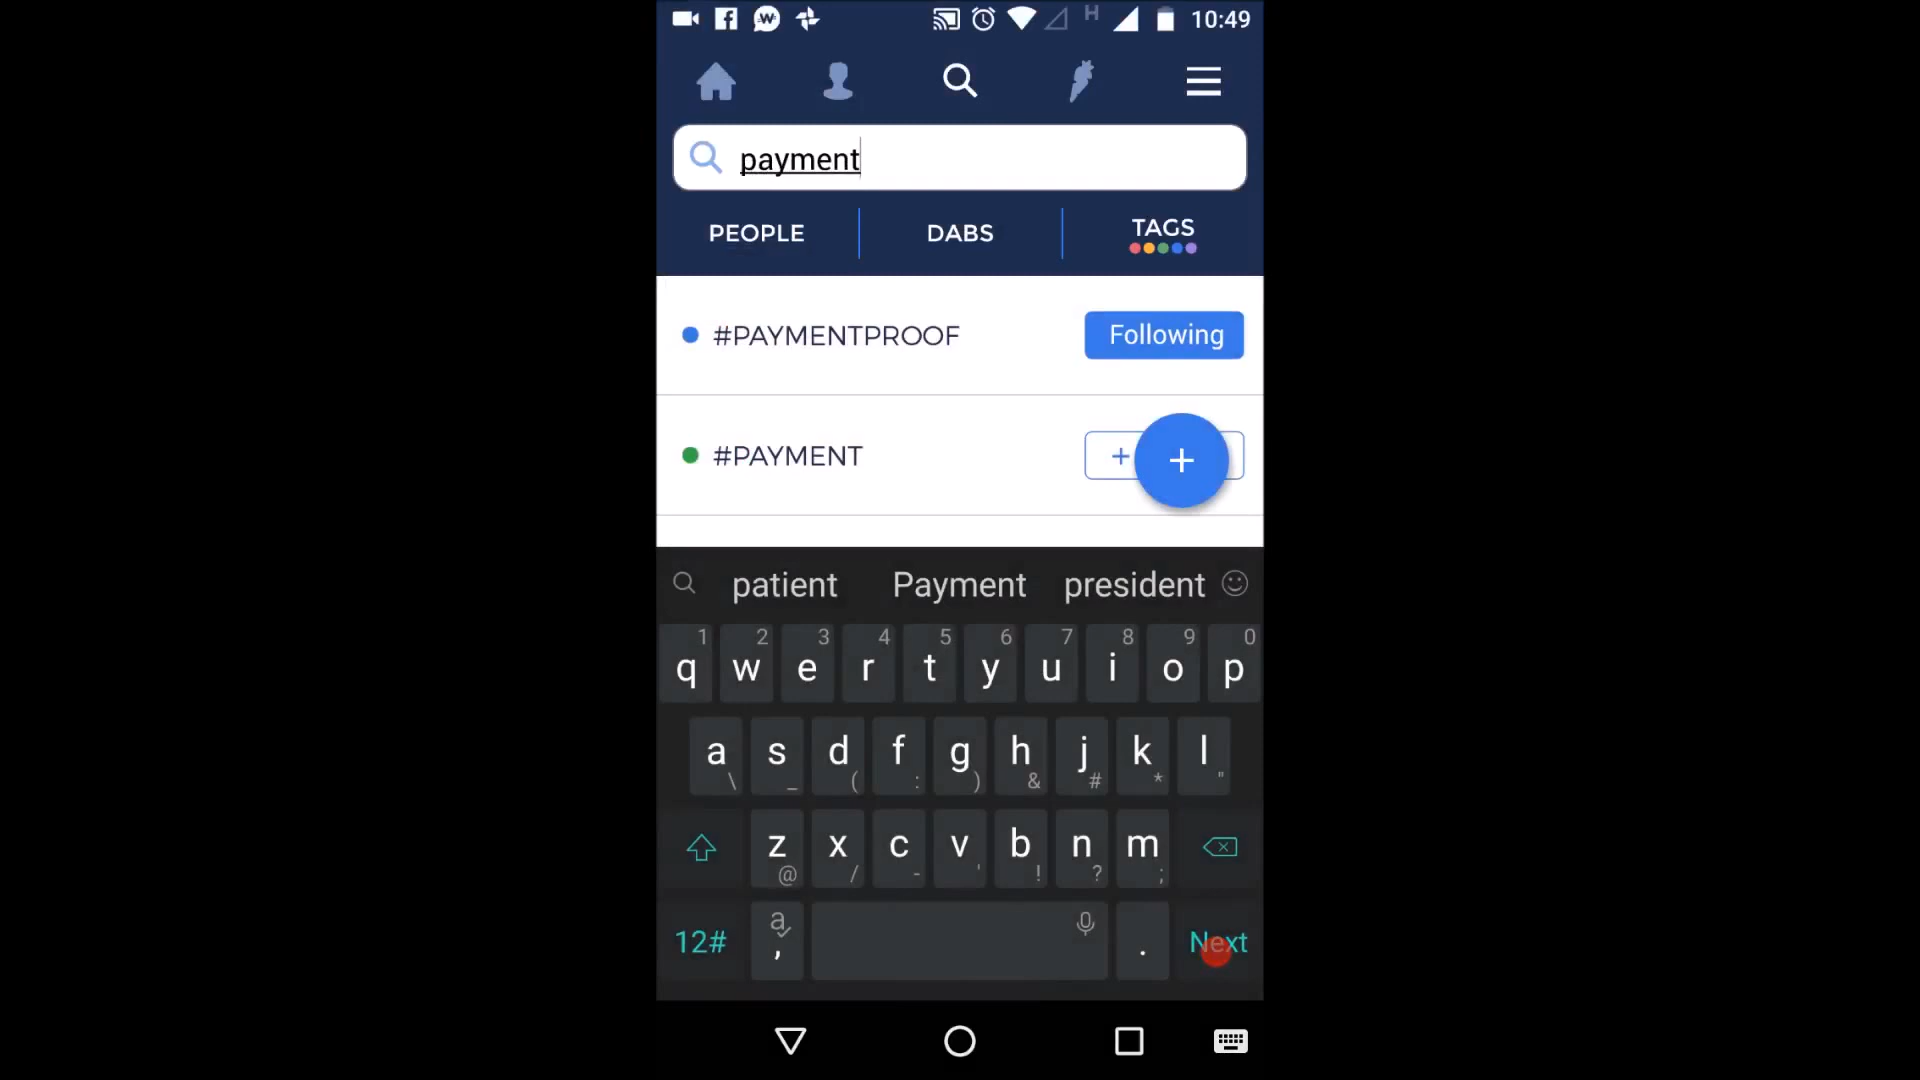 H 10:49
payment
PEOPLE DABS TAGS
#PAYMENTPROOF Following
#PAYMENT +
+
patient Payment president
1 2 3 4 5 6 7 8 9 0
q w e r t y u i o p
a s d f g h j k l
\ _ ( : ) & # * "
z x c v b n m
@ / - ' ! ? ;
12# a , . Next